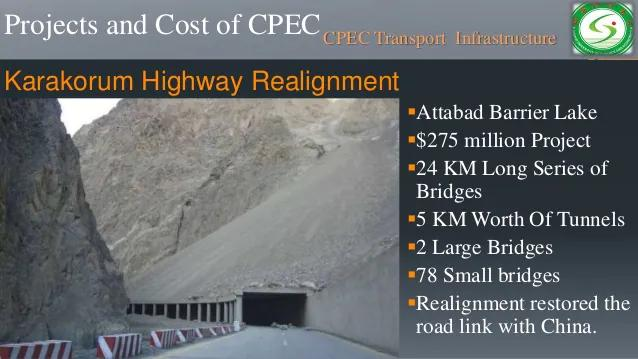 Projects and Cost of CPEC
CPEC Transport Infrastructure
Karakorum Highway Realignment
▪Attabad Barrier Lake
▪$275 million Project
▪24 KM Long Series of
Bridges
▪5 KM Worth Of Tunnels
▪2 Large Bridges
▪78 Small bridges
▪Realignment restored the
road link with China.